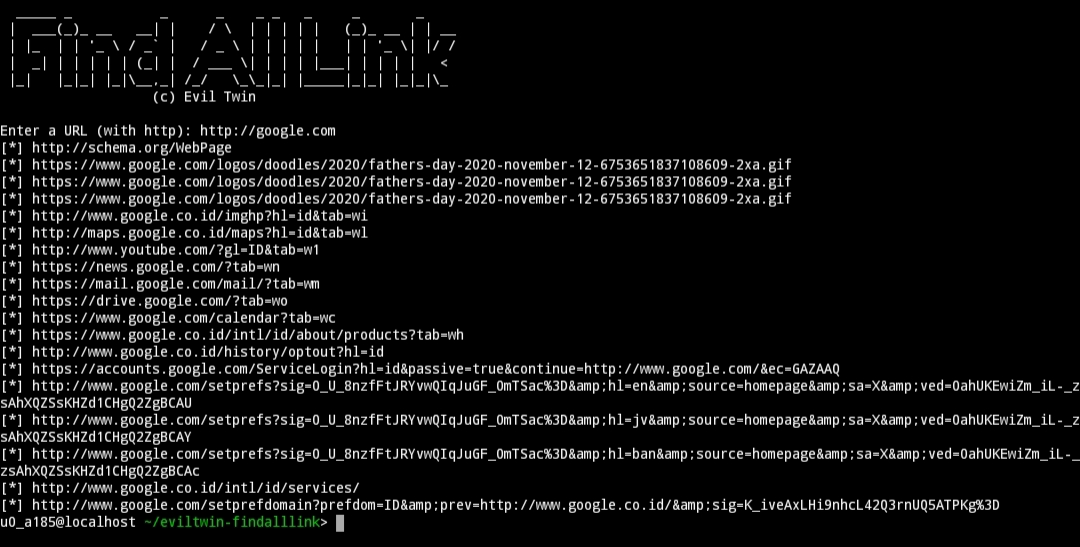 Find All Link
(c) Evil Twin
Enter a URL (with http): http://google.com
[*] http://schema.org/WebPage
[*] https://www.google.com/logos/doodles/2020/fathers-day-2020-november-12-6753651837108609-2xa.gif
[*] https://www.google.com/logos/doodles/2020/fathers-day-2020-november-12-6753651837108609-2xa.gif
[*] https://www.google.com/logos/doodles/2020/fathers-day-2020-november-12-6753651837108609-2xa.gif
[*] http://www.google.co.id/imghp?hl=id&tab=wi
[*] http://maps.google.co.id/maps?hl=id&tab=wl
[*] http://www.youtube.com/?gl=ID&tab=w1
[*] https://news.google.com/?tab=wn
[*] https://mail.google.com/mail/?tab=wm
[*] https://drive.google.com/?tab=wo
[*] https://www.google.com/calendar?tab=wc
[*] https://www.google.co.id/intl/id/about/products?tab=wh
[*] http://www.google.co.id/history/optout?hl=id
[*] https://accounts.google.com/ServiceLogin?hl=id&passive=true&continue=http://www.google.com/&ec=GAZAAQ
[*] http://www.google.com/setprefs?sig=0_U_8nzfFtJRYvwQIqJuGF_OmTSac%3D&amp;hl=en&amp;source=homepage&amp;sa=X&amp;ved=0ahUKEwiZm_iL-_z
sAhXQZSsKHZd1CHgQ2ZgBCAU
[*] http://www.google.com/setprefs?sig=0_U_8nzfFtJRYvwQIqJuGF_OmTSac%3D&amp;hl=jv&amp;source=homepage&amp;sa=X&amp;ved=0ahUKEwiZm_iL-_z
sAhXQZSsKHZd1CHgQ2ZgBCAY
[*] http://www.google.com/setprefs?sig=0_U_8nzfFtJRYvwQIqJuGF_OmTSac%3D&amp;hl=ban&amp;source=homepage&amp;sa=X&amp;ved=0ahUKEwiZm_iL-_
zsAhXQZSsKHZd1CHgQ2ZgBCAc
[*] http://www.google.co.id/intl/id/services/
[*] http://www.google.com/setprefdomain?prefdom=ID&amp;prev=http://www.google.co.id/&amp;sig=K_iveAxLHi9nhcL42Q3rnUQ5ATPKg%3D
u0_a185@localhost ~/eviltwin-findalllink>